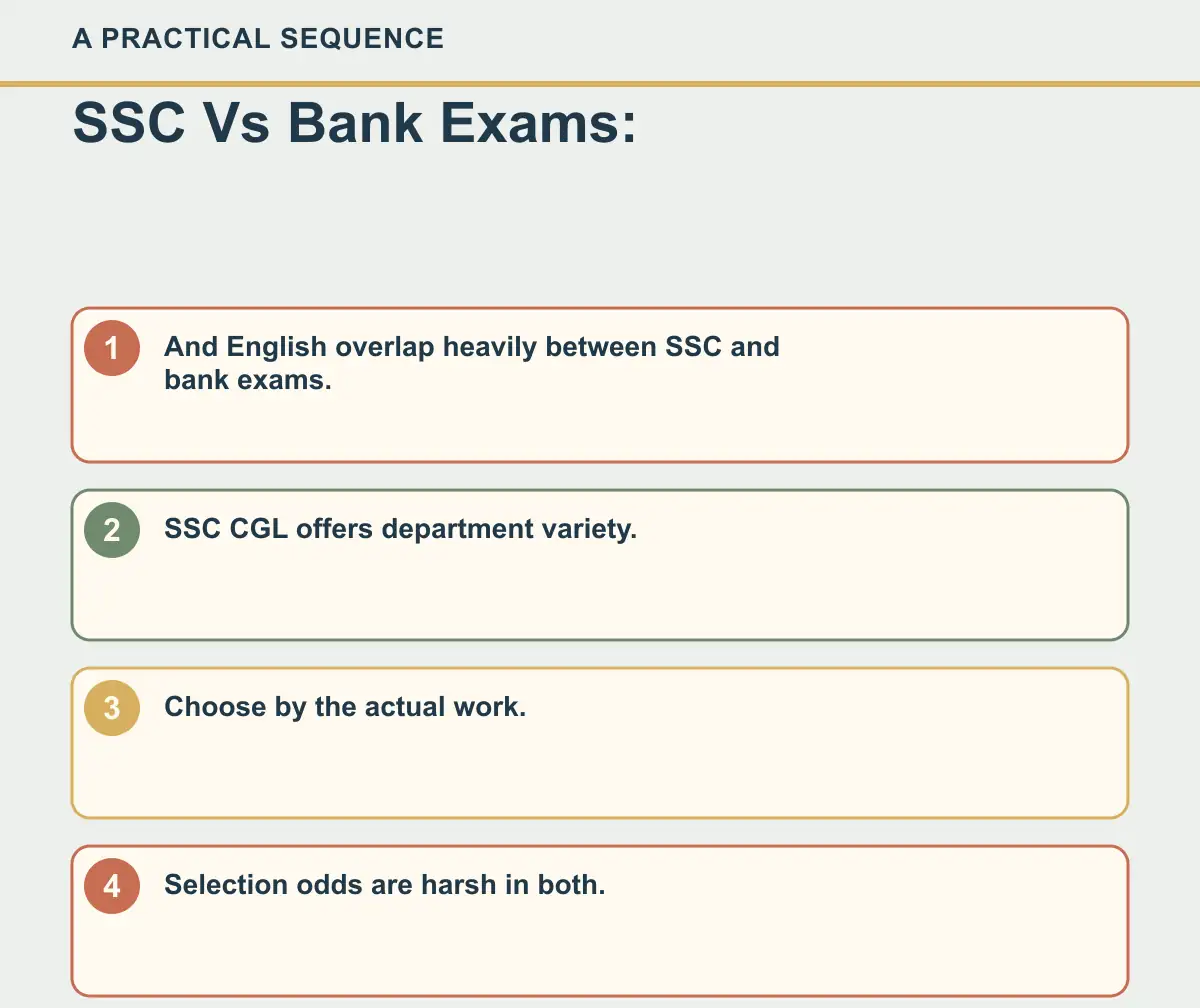 A PRACTICAL SEQUENCE
SSC Vs Bank Exams:
1
And English overlap heavily between SSC and
bank exams.
2
SSC CGL offers department variety.
3
Choose by the actual work.
4
Selection odds are harsh in both.